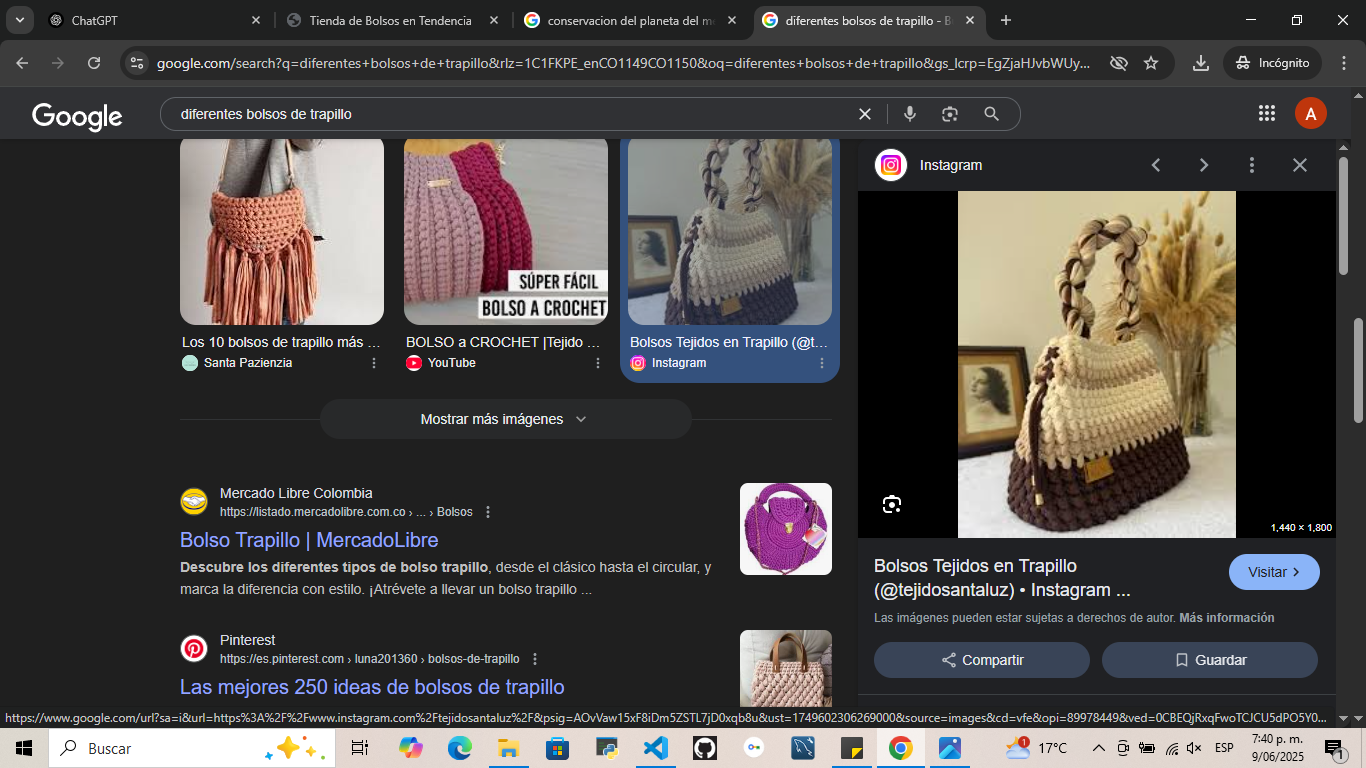 ChatGPT
Tienda de Bolsos en Tendencia
conservacion del planeta del me
diferentes bolsos de trapillo - B
google.com/search?q=diferentes+bolsos+de+trapillo&rlz=1C1FKPE_enCO1149CO1150&oq=diferentes+bolsos+de+trapillo&gs_lcrp=EgZjaHJvbWUy...
Incógnito
Google
diferentes bolsos de trapillo
A
Instagram
SÚPER FÁCIL
BOLSO A CROCHET
Los 10 bolsos de trapillo más ...
Santa Pazienzia
BOLSO a CROCHET |Tejido ...
YouTube
Bolsos Tejidos en Trapillo (@t...
Instagram
Mostrar más imágenes
Mercado Libre Colombia
https://listado.mercadolibre.com.co › ... › Bolsos
Bolso Trapillo | MercadoLibre
Descubre los diferentes tipos de bolso trapillo, desde el clásico hasta el circular, y
marca la diferencia con estilo. ¡Atrévete a llevar un bolso trapillo ...
Pinterest
https://es.pinterest.com › luna201360 › bolsos-de-trapillo
Las mejores 250 ideas de bolsos de trapillo
1,440 × 1,800
Bolsos Tejidos en Trapillo
(@tejidosantaluz) • Instagram ...
Visitar
Las imágenes pueden estar sujetas a derechos de autor. Más información
Compartir
Guardar
https://www.google.com/url?sa=i&url=https%3A%2F%2Fwww.instagram.com%2Ftejidosantaluz%2F&psig=AOvVaw15xF8iDm5ZSTL7jD0xqb8u&ust=1749602306269000&source=images&cd=vfe&opi=89978449&ved=0CBEQjRxqFwoTCJCU5dPO5Y0...
Buscar
1
17°C
ESP
7:40 p. m.
9/06/2025
1